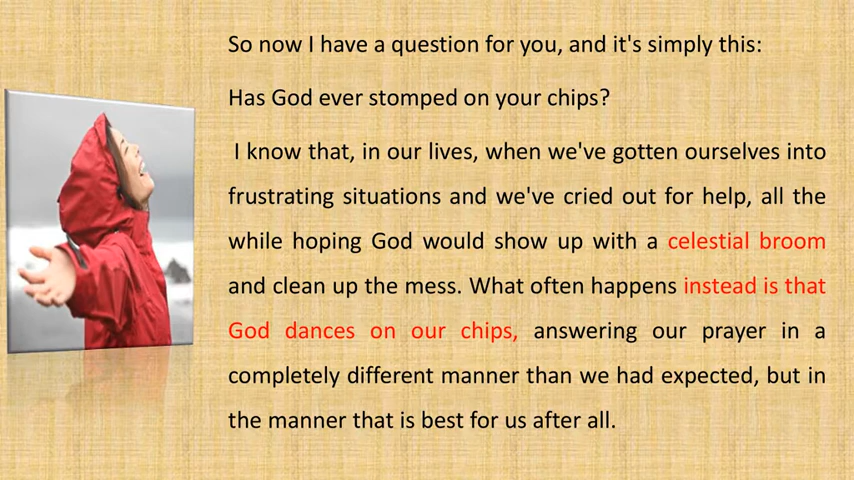 So now I have a question for you, and it's simply this:
Has God ever stomped on your chips?
I know that, in our lives, when we've gotten ourselves into
frustrating situations and we've cried out for help, all the
while hoping God would show up with a celestial broom
and clean up the mess. What often happens instead is that
God dances on our chips, answering our prayer in a
completely different manner than we had expected, but in
the manner that is best for us after all.